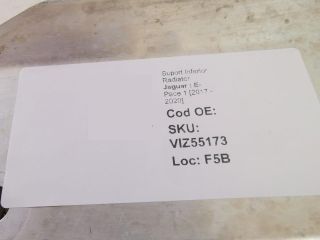 Suport Inferior
Radiator
Jaguar : E-
Pace 1 [2017 -
2020]
Cod OE:
SKU:
VIZ55173
Loc: F5B